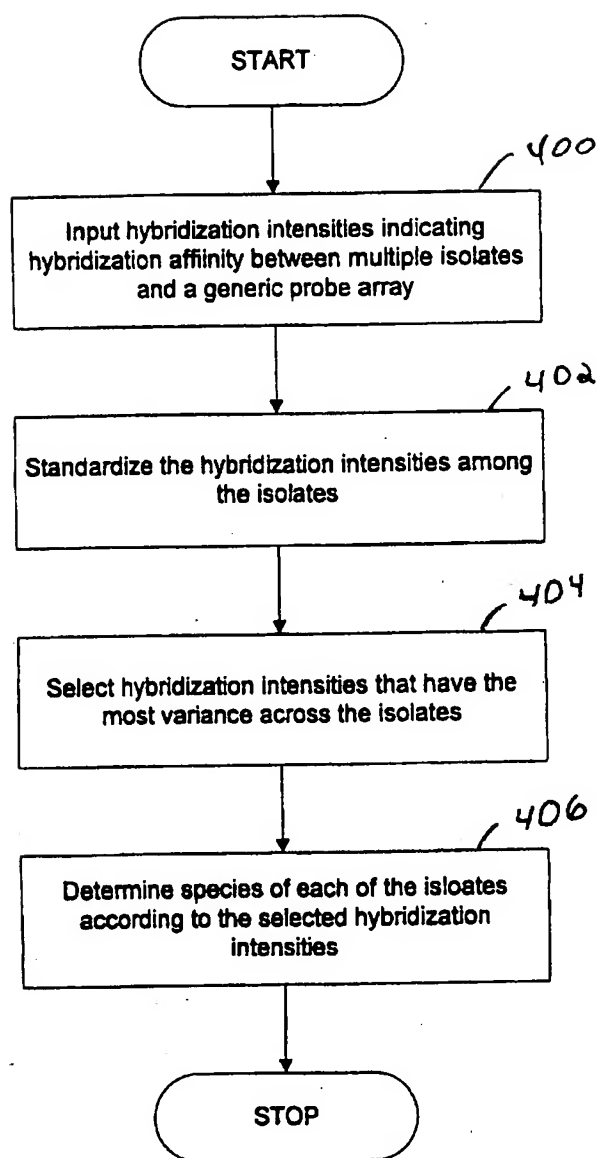 START
400
Input hybridization intensities indicating
hybridization affiinity between multiple isolates
and a generic probe array
402
Standardize the hybridization intensities among
the isolates
404
Select hybridization intensities that have the
most variance across the isolates
406
Determine species of each of the isloates
according to the selected hybridization
intensities
STOP